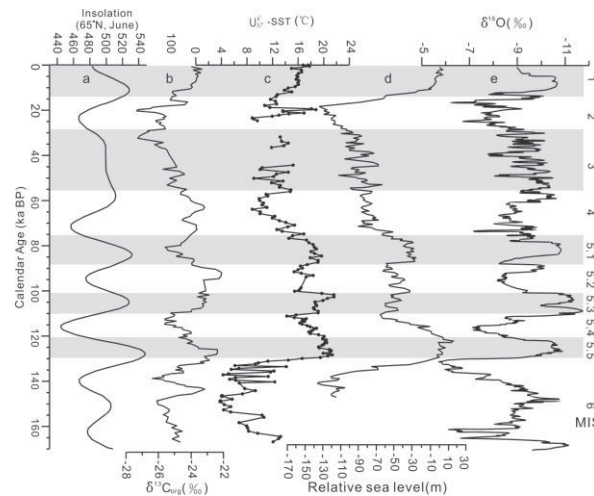 Insolation
(65°N, June)
440 480 500 520 540
100 0
U37K' -SST (℃)
4 8 12 16 20 24
-5
δ18O(‰)
-9 -11
Calendar Age (ka BP)
0
20
40
60
80
100
120
140
160
a b c d e
1
2
3
4
5.1
5.2
5.3
5.4
5.5
6
MIS
-28 -26 -24 -22
δ13Corg(‰)
-170 -150 -130 -110 -90 -70 -50 -30 -10 10 30
Relative sea level(m)